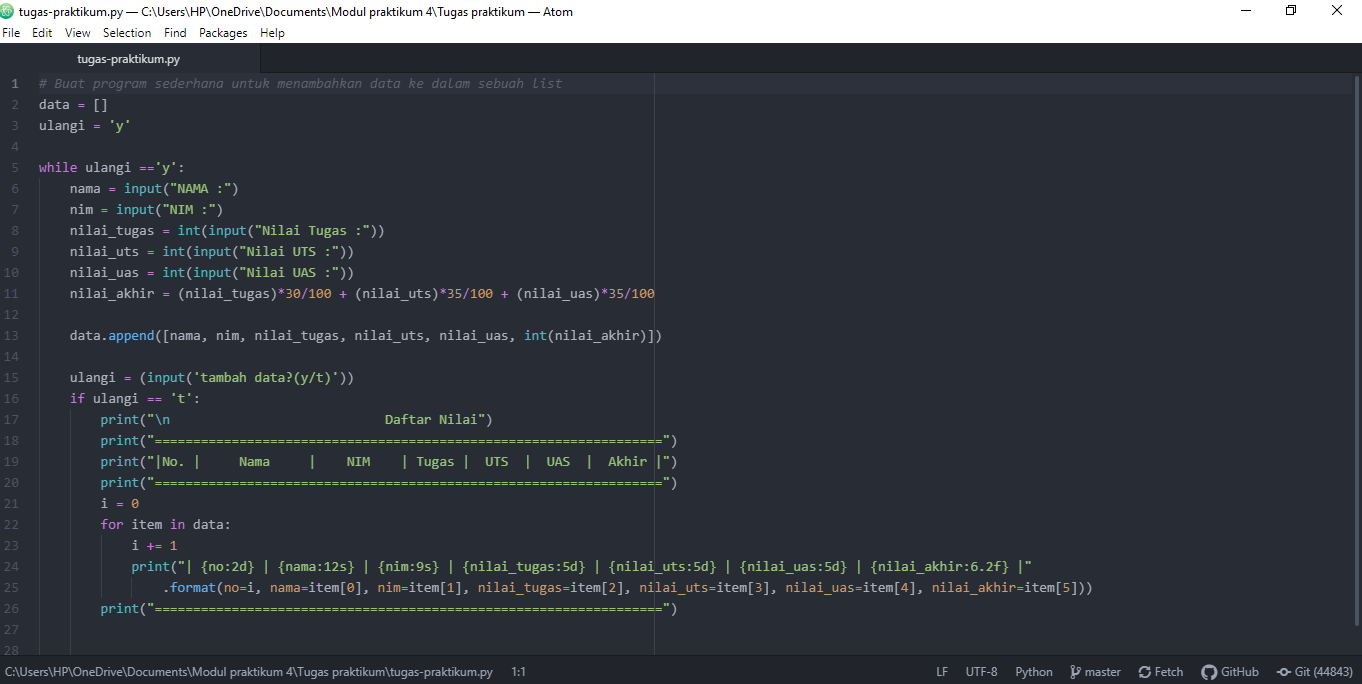 tugas-praktikum.py — C:\Users\HP\OneDrive\Documents\Modul praktikum 4\Tugas praktikum — Atom
File Edit View Selection Find Packages Help
tugas-praktikum.py
1 # Buat program sederhana untuk menambahkan data ke dalam sebuah list
2 data = []
3 ulangi = 'y'
4
5 while ulangi =='y':
6     nama = input("NAMA :")
7     nim = input("NIM :")
8     nilai_tugas = int(input("Nilai Tugas :"))
9     nilai_uts = int(input("Nilai UTS :"))
10     nilai_uas = int(input("Nilai UAS :"))
11     nilai_akhir = (nilai_tugas)*30/100 + (nilai_uts)*35/100 + (nilai_uas)*35/100
12
13     data.append([nama, nim, nilai_tugas, nilai_uts, nilai_uas, int(nilai_akhir)])
14
15     ulangi = (input('tambah data?(y/t)'))
16     if ulangi == 't':
17         print("\n                            Daftar Nilai")
18         print("==================================================================")
19         print("|No. |     Nama     |    NIM    | Tugas |  UTS  |  UAS  |  Akhir |")
20         print("==================================================================")
21         i = 0
22         for item in data:
23             i += 1
24             print("| {no:2d} | {nama:12s} | {nim:9s} | {nilai_tugas:5d} | {nilai_uts:5d} | {nilai_uas:5d} | {nilai_akhir:6.2f} |"
25                 .format(no=i, nama=item[0], nim=item[1], nilai_tugas=item[2], nilai_uts=item[3], nilai_uas=item[4], nilai_akhir=item[5]))
26         print("==================================================================")
27
28
C:\Users\HP\OneDrive\Documents\Modul praktikum 4\Tugas praktikum\tugas-praktikum.py 1:1 LF UTF-8 Python master Fetch GitHub Git (44843)